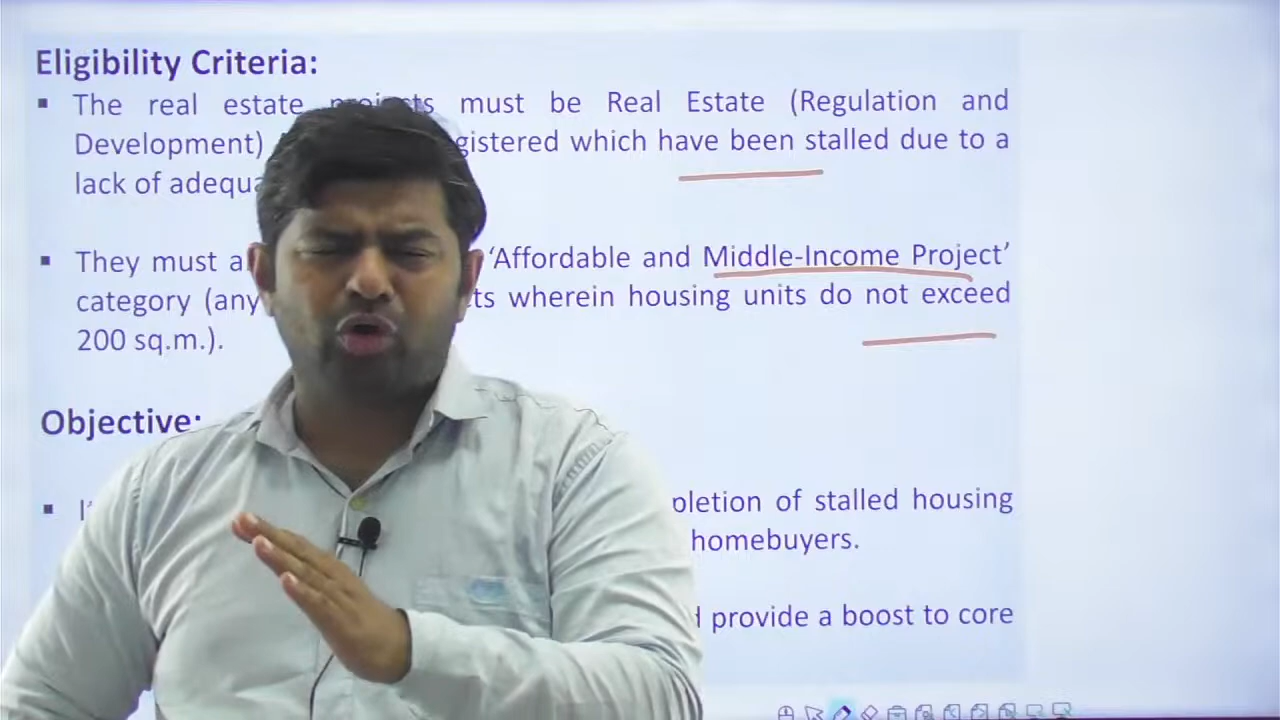 Eligibility Criteria:
▪ The real estate projects must be Real Estate (Regulation and
Development) gistered which have been stalled due to a
lack of adequa
▪ They must a 'Affordable and Middle-Income Project'
category (any ts wherein housing units do not exceed
200 sq.m.).
Objective:
▪ pletion of stalled housing
homebuyers.
provide a boost to core